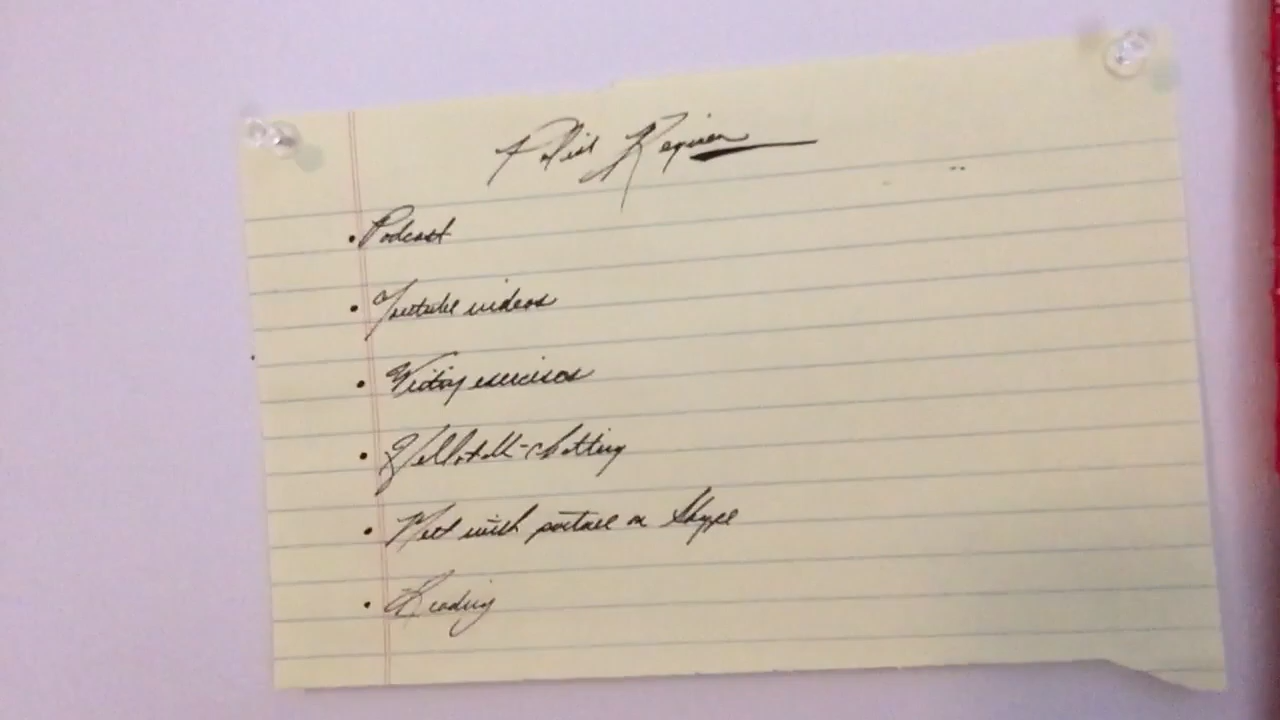 Polish Regimen
• Podcast
• Youtube videos
• Writing exercises
• Hellotalk-chatting
• Meet with partner on Skype
• Reading